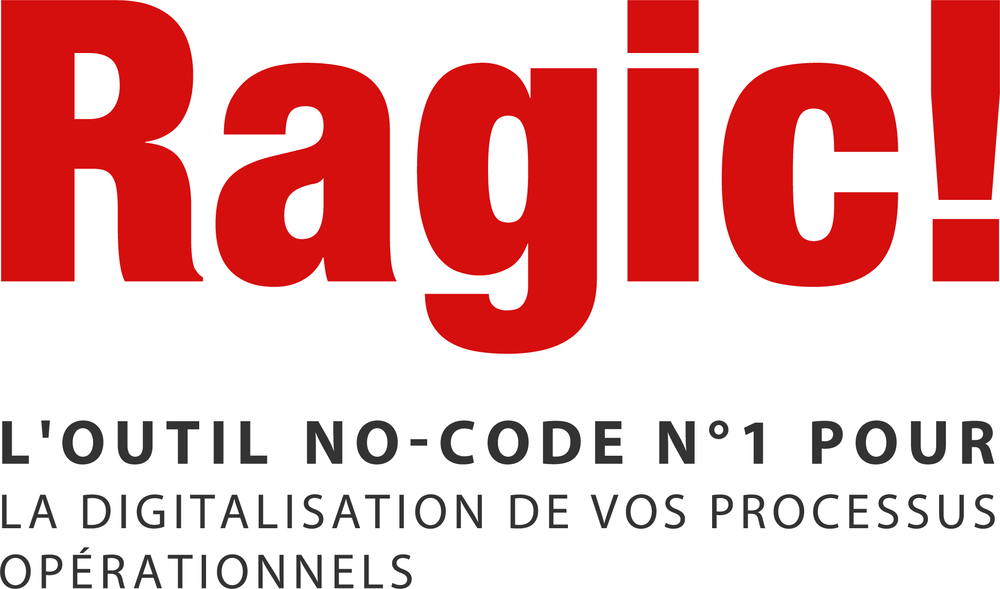 Ragic!
L'OUTIL NO-CODE N°1 POUR
LA DIGITALISATION DE VOS PROCESSUS
OPÉRATIONNELS